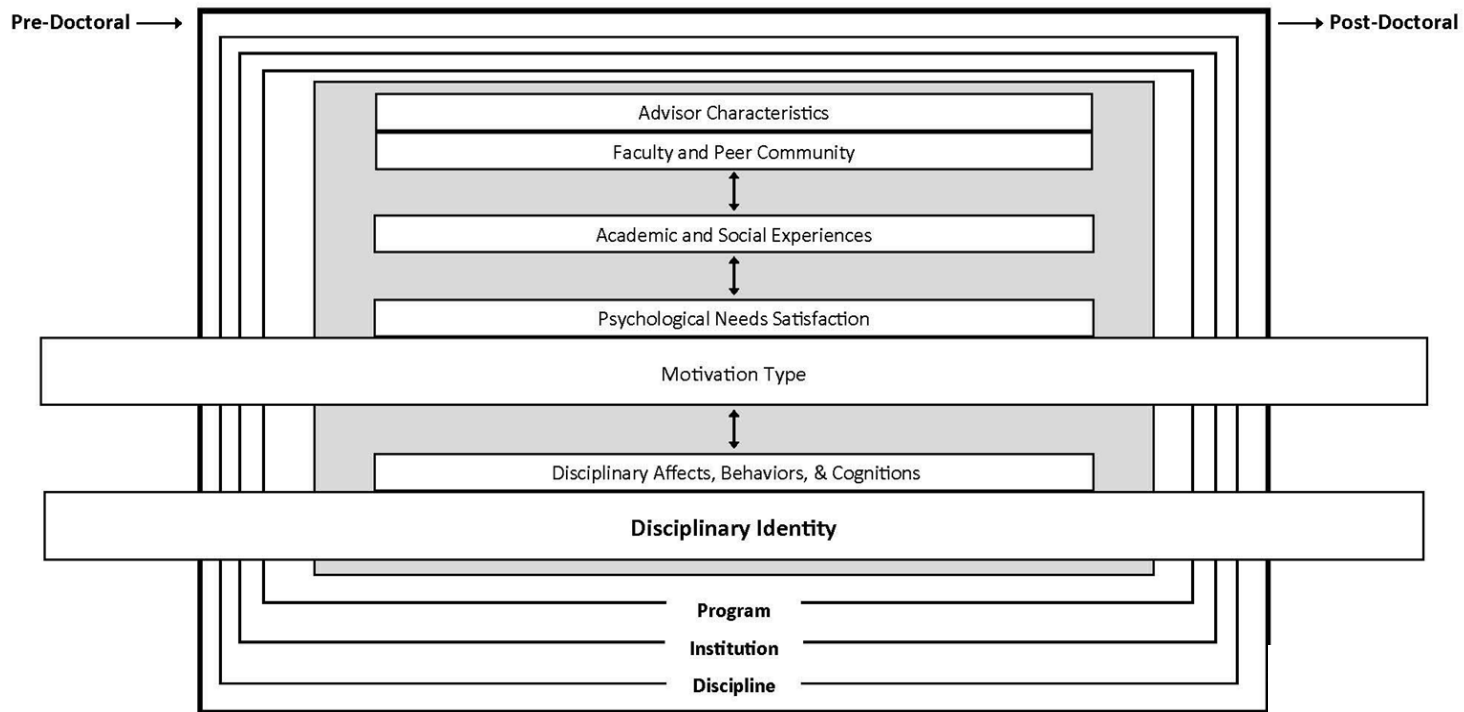 Pre-Doctoral
Post-Doctoral
Advisor Characteristics
Faculty and Peer Community
Academic and Social Experiences
Psychological Needs Satisfaction
Motivation Type
Disciplinary Affects, Behaviors, & Cognitions
Disciplinary Identity
Program
Institution
Discipline